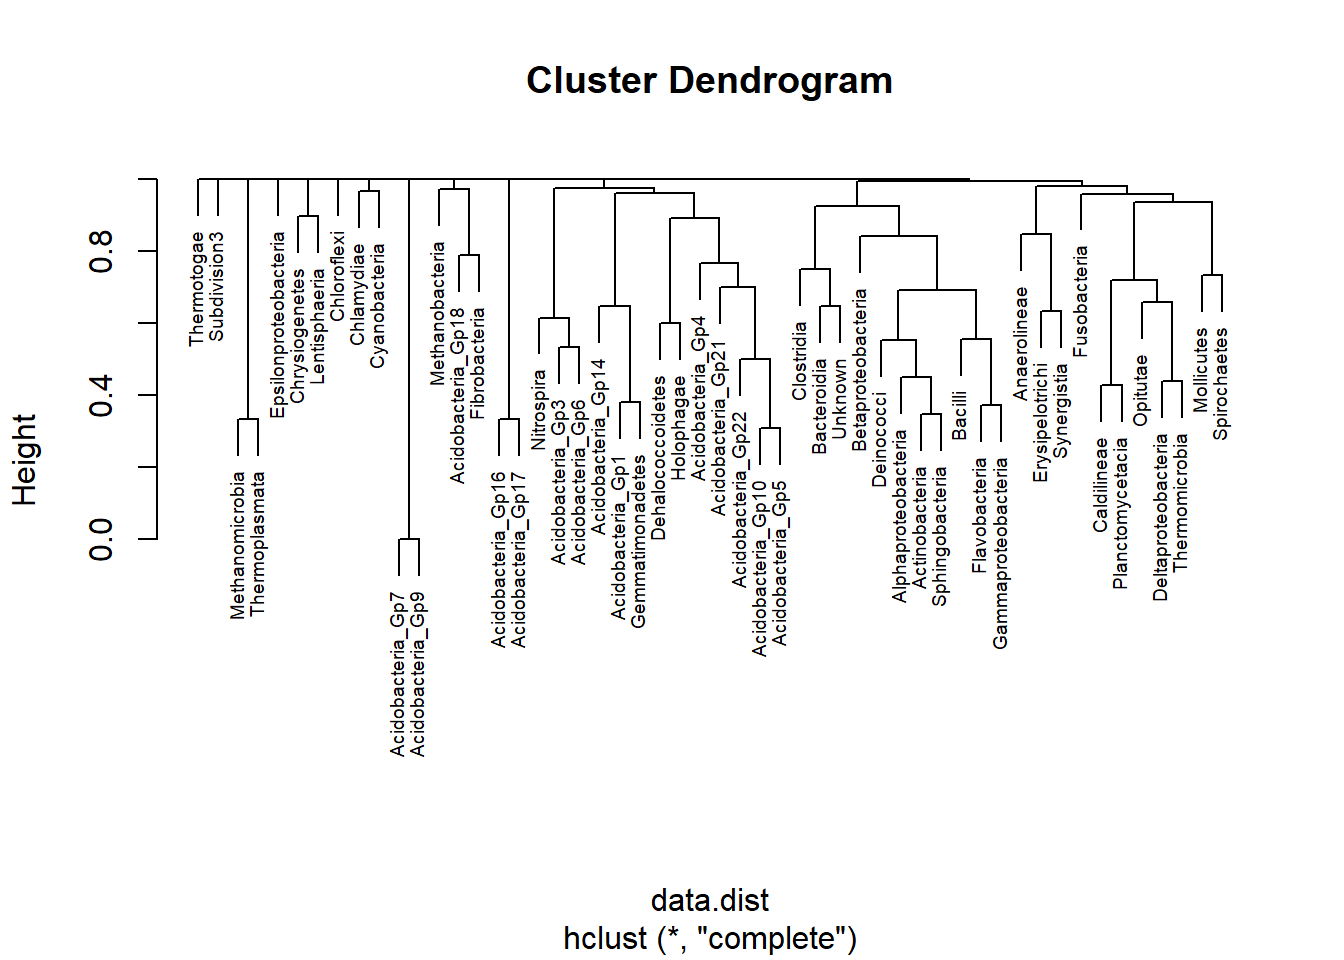 Cluster Dendrogram
Height
0.0
0.4
0.8
Thermotogae
Subdivision3
Methanomicrobia
Thermoplasmata
Epsilonproteobacteria
Chrysiogenetes
Lentisphaeria
Chloroflexi
Chlamydiae
Cyanobacteria
Acidobacteria_Gp7
Acidobacteria_Gp9
Methanobacteria
Acidobacteria_Gp18
Fibrobacteria
Acidobacteria_Gp16
Acidobacteria_Gp17
Nitrospira
Acidobacteria_Gp3
Acidobacteria_Gp6
Acidobacteria_Gp14
Acidobacteria_Gp1
Gemmatimonadetes
Dehalococcoidetes
Holophagae
Acidobacteria_Gp4
Acidobacteria_Gp21
Acidobacteria_Gp22
Acidobacteria_Gp10
Acidobacteria_Gp5
Clostridia
Bacteroidia
Unknown
Betaproteobacteria
Deinococci
Alphaproteobacteria
Actinobacteria
Sphingobacteria
Bacilli
Flavobacteria
Gammaproteobacteria
Anaerolineae
Erysipelotrichi
Synergistia
Fusobacteria
Caldilineae
Planctomycetacia
Opitutae
Deltaproteobacteria
Thermomicrobia
Mollicutes
Spirochaetes
data.dist
hclust (*, "complete")